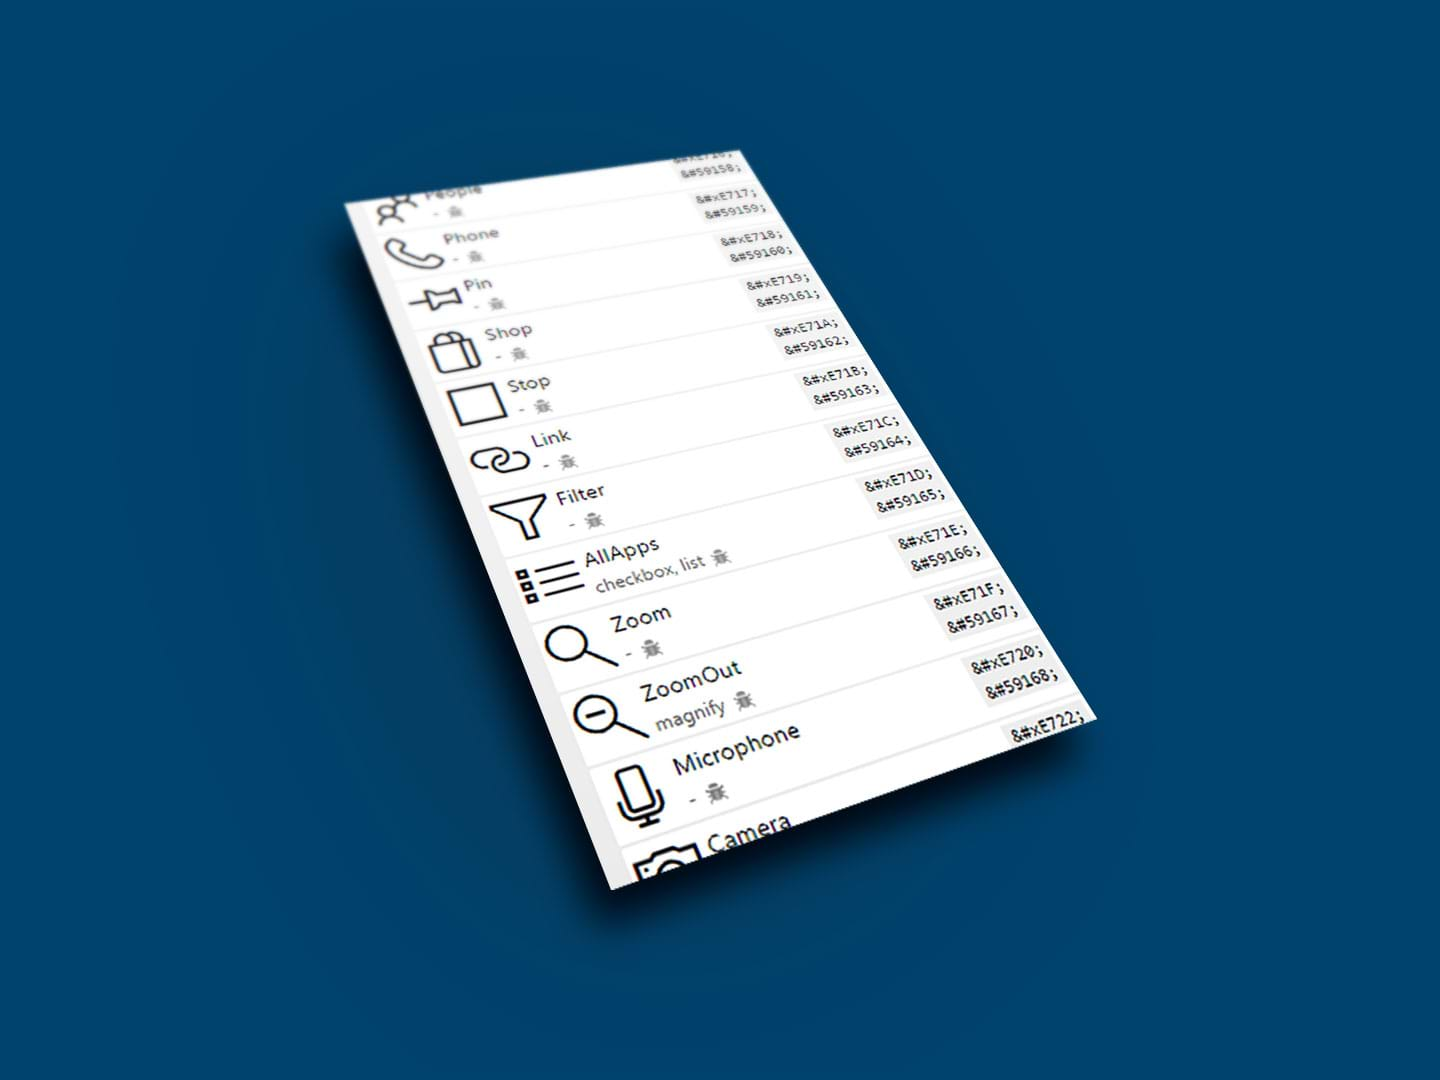 People
-
&#59158;
Phone
-
&#xE717;
&#59159;
Pin
-
&#xE718;
&#59160;
Shop
-
&#xE719;
&#59161;
Stop
-
&#xE71A;
&#59162;
Link
-
&#xE71B;
&#59163;
Filter
-
&#xE71C;
&#59164;
AllApps
checkbox, list
&#xE71D;
&#59165;
Zoom
-
&#xE71E;
&#59166;
ZoomOut
magnify
&#xE71F;
&#59167;
Microphone
-
&#xE720;
&#59168;
Camera
&#xE722;